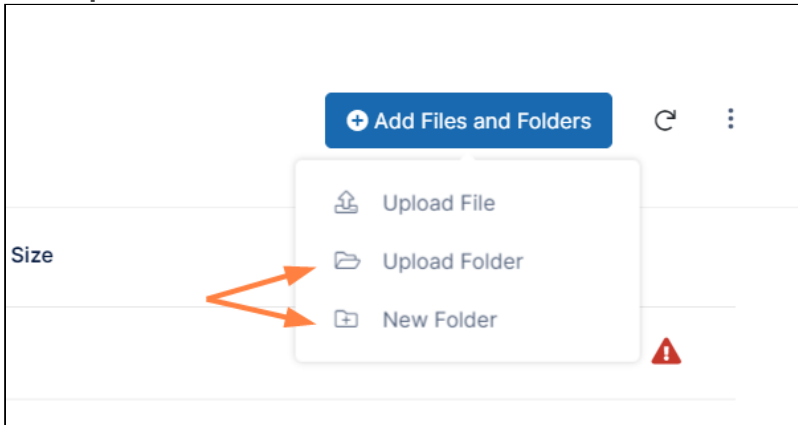 Add Files and Folders
Upload File
Size
Upload Folder
New Folder